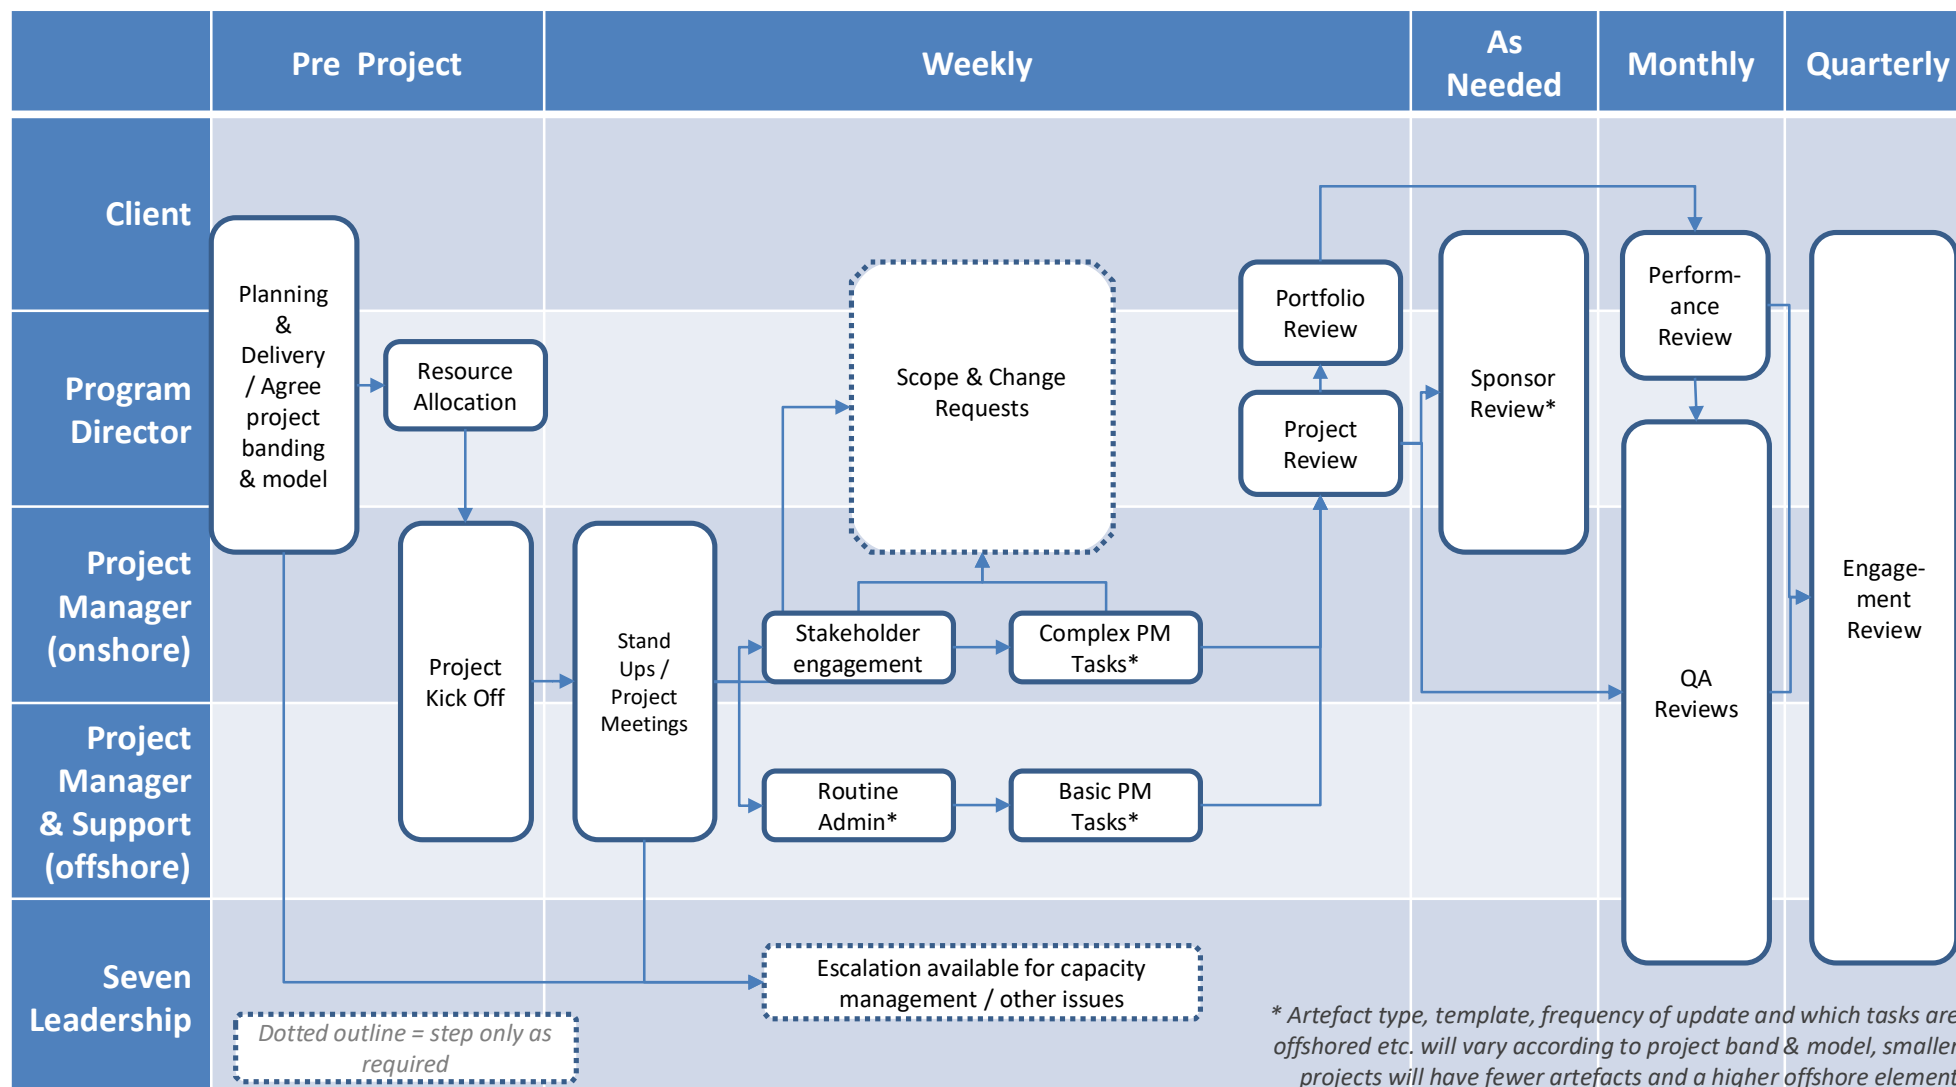 Pre Project
Weekly
As
Needed
Monthly
Quarterly
Client
Program
Director
Project
Manager
(onshore)
Project
Manager
& Support
(offshore)
Seven
Leadership
Planning
&
Delivery
/ Agree
project
banding
& model
Resource
Allocation
Project
Kick Off
Stand
Ups /
Project
Meetings
Scope & Change
Requests
Stakeholder
engagement
Complex PM
Tasks*
Routine
Admin*
Basic PM
Tasks*
Escalation available for capacity
management / other issues
Portfolio
Review
Project
Review
Sponsor
Review*
Perform-
ance
Review
QA
Reviews
Engage-
ment
Review
Dotted outline = step only as
required
* Artefact type, template, frequency of update and which tasks are
offshored etc. will vary according to project band & model, smaller
projects will have fewer artefacts and a higher offshore element